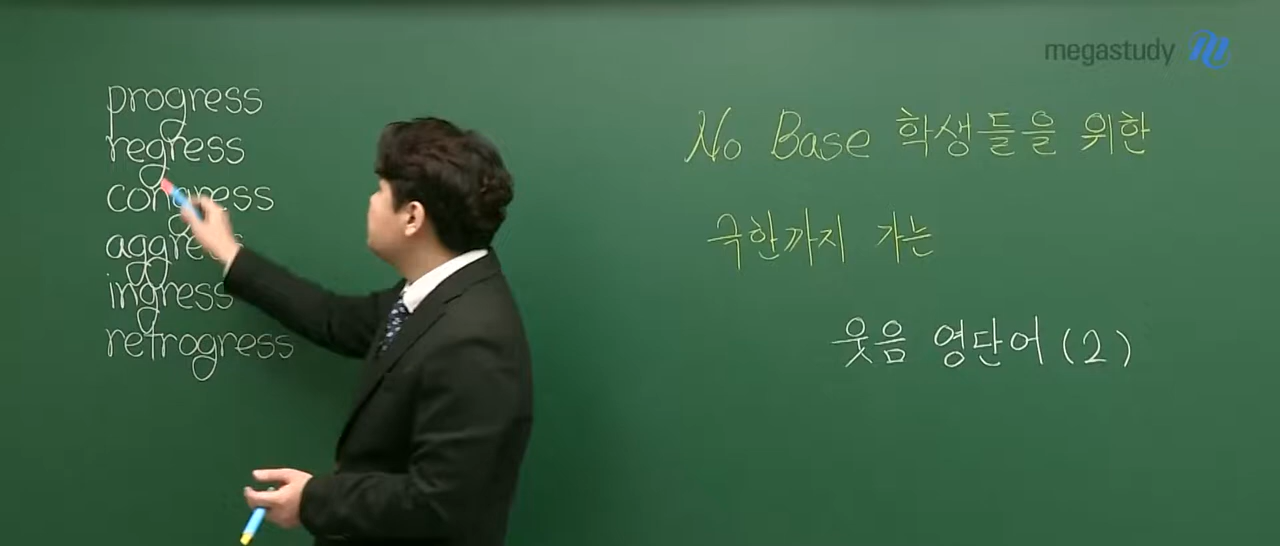 megastudy
progress
regress
congress
aggress
ingress
retrogress
No Base 학생들을 위한
극한까지 가는
웃음 영단어 (2)